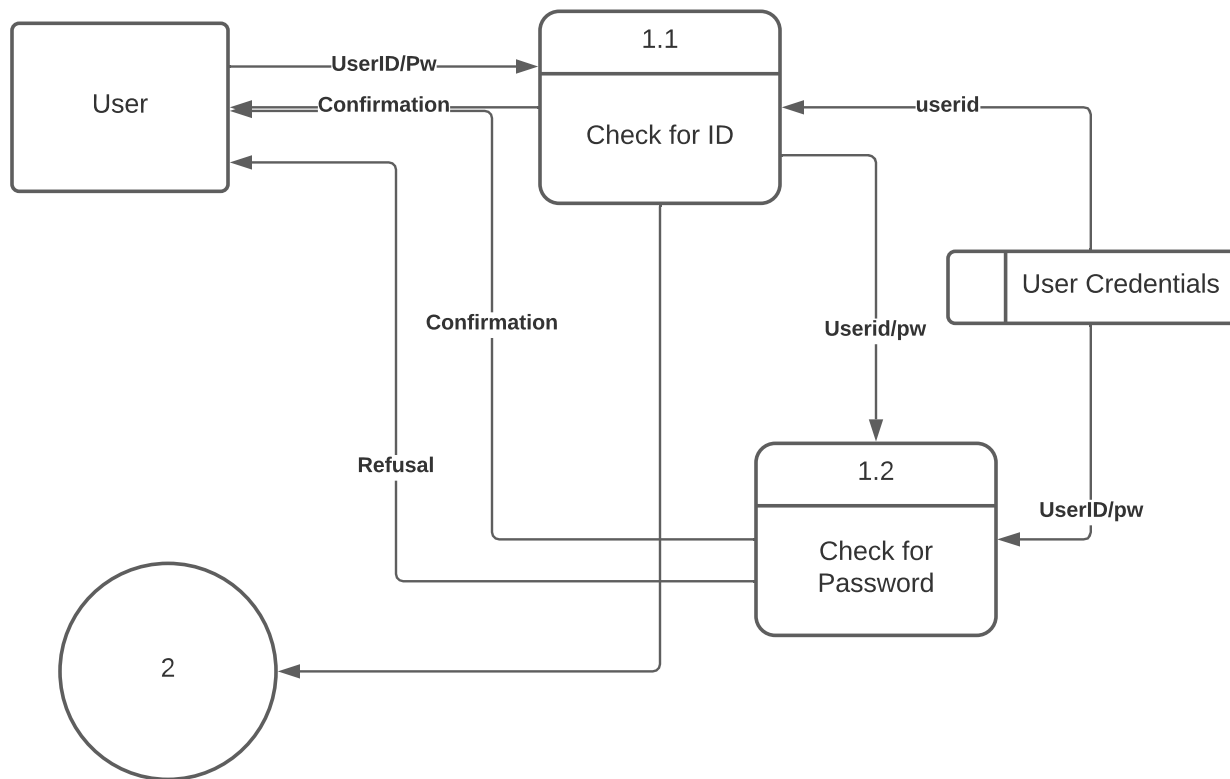 1.1
UserID/Pw
User
Confirmation
userid
Check for ID
User Credentials
Confirmation
Userid/pw
Refusal
1.2
UserID/pw
Check for
Password
2